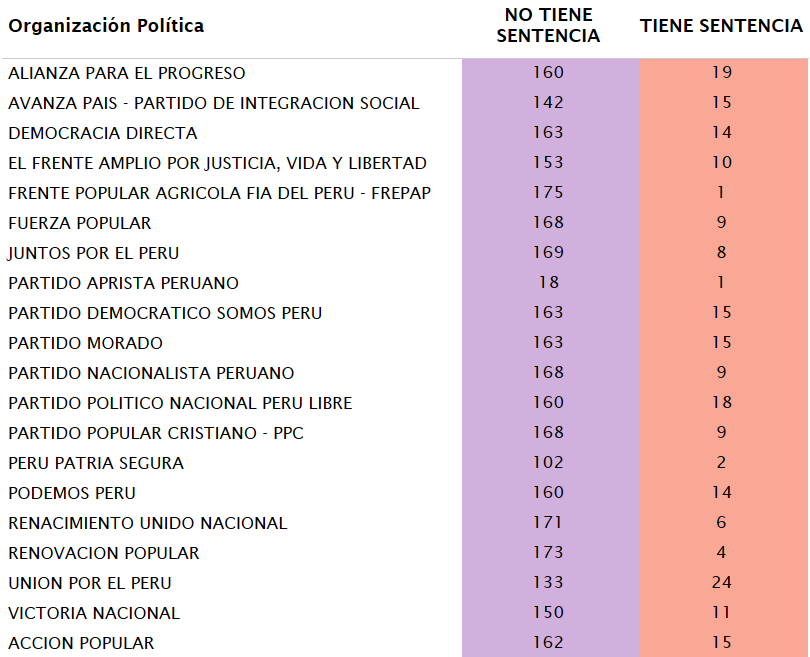 Organización Política NO TIENE SENTENCIA TIENE SENTENCIA
ALIANZA PARA EL PROGRESO 160 19
AVANZA PAIS - PARTIDO DE INTEGRACION SOCIAL 142 15
DEMOCRACIA DIRECTA 163 14
EL FRENTE AMPLIO POR JUSTICIA, VIDA Y LIBERTAD 153 10
FRENTE POPULAR AGRICOLA FIA DEL PERU - FREPAP 175 1
FUERZA POPULAR 168 9
JUNTOS POR EL PERU 169 8
PARTIDO APRISTA PERUANO 18 1
PARTIDO DEMOCRATICO SOMOS PERU 163 15
PARTIDO MORADO 163 15
PARTIDO NACIONALISTA PERUANO 168 9
PARTIDO POLITICO NACIONAL PERU LIBRE 160 18
PARTIDO POPULAR CRISTIANO - PPC 168 9
PERU PATRIA SEGURA 102 2
PODEMOS PERU 160 14
RENACIMIENTO UNIDO NACIONAL 171 6
RENOVACION POPULAR 173 4
UNION POR EL PERU 133 24
VICTORIA NACIONAL 150 11
ACCION POPULAR 162 15